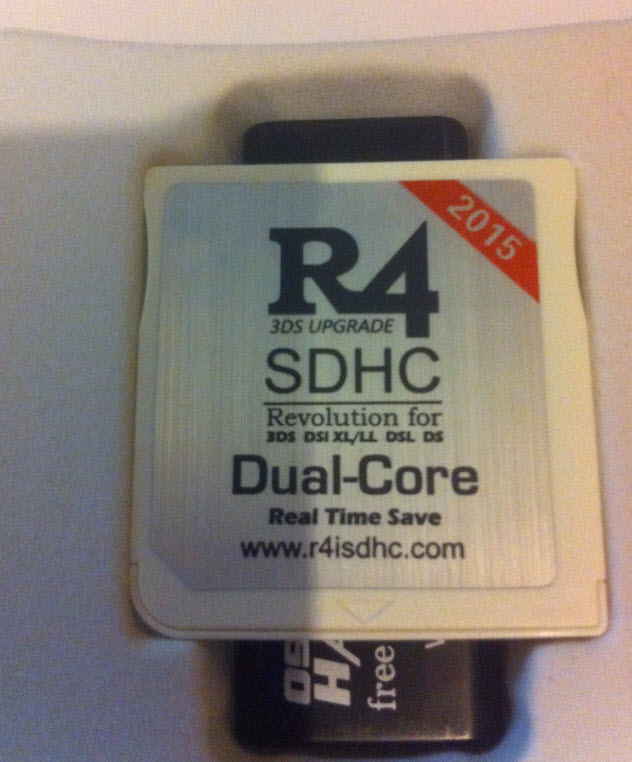 2015
R4
3DS UPGRADE
SDHC
Revolution for
3DS DSi XL/LL DSL DS
Dual-Core
Real Time Save
www.r4isdhc.com
free